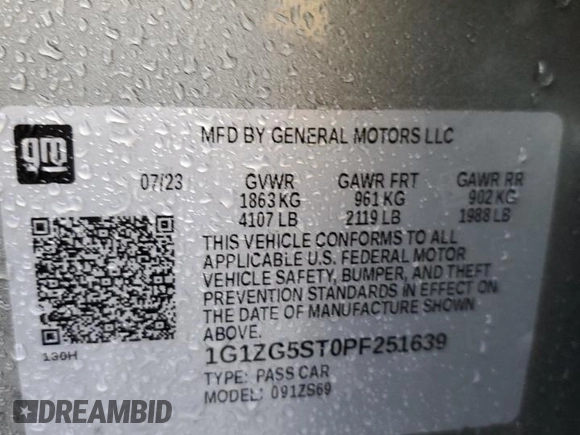 gm
MFD BY GENERAL MOTORS LLC
07/23 GVWR GAWR FRT GAWR RR
1863 KG 961 KG 902 KG
4107 LB 2119 LB 1988 LB
THIS VEHICLE CONFORMS TO ALL
APPLICABLE U.S. FEDERAL MOTOR
VEHICLE SAFETY, BUMPER, AND THEFT
PREVENTION STANDARDS IN EFFECT ON
THE DATE OF MANUFACTURE SHOWN
ABOVE.
130H
1G1ZG5ST0PF251639
TYPE: PASS CAR
MODEL: 091ZS69
DREAMBID